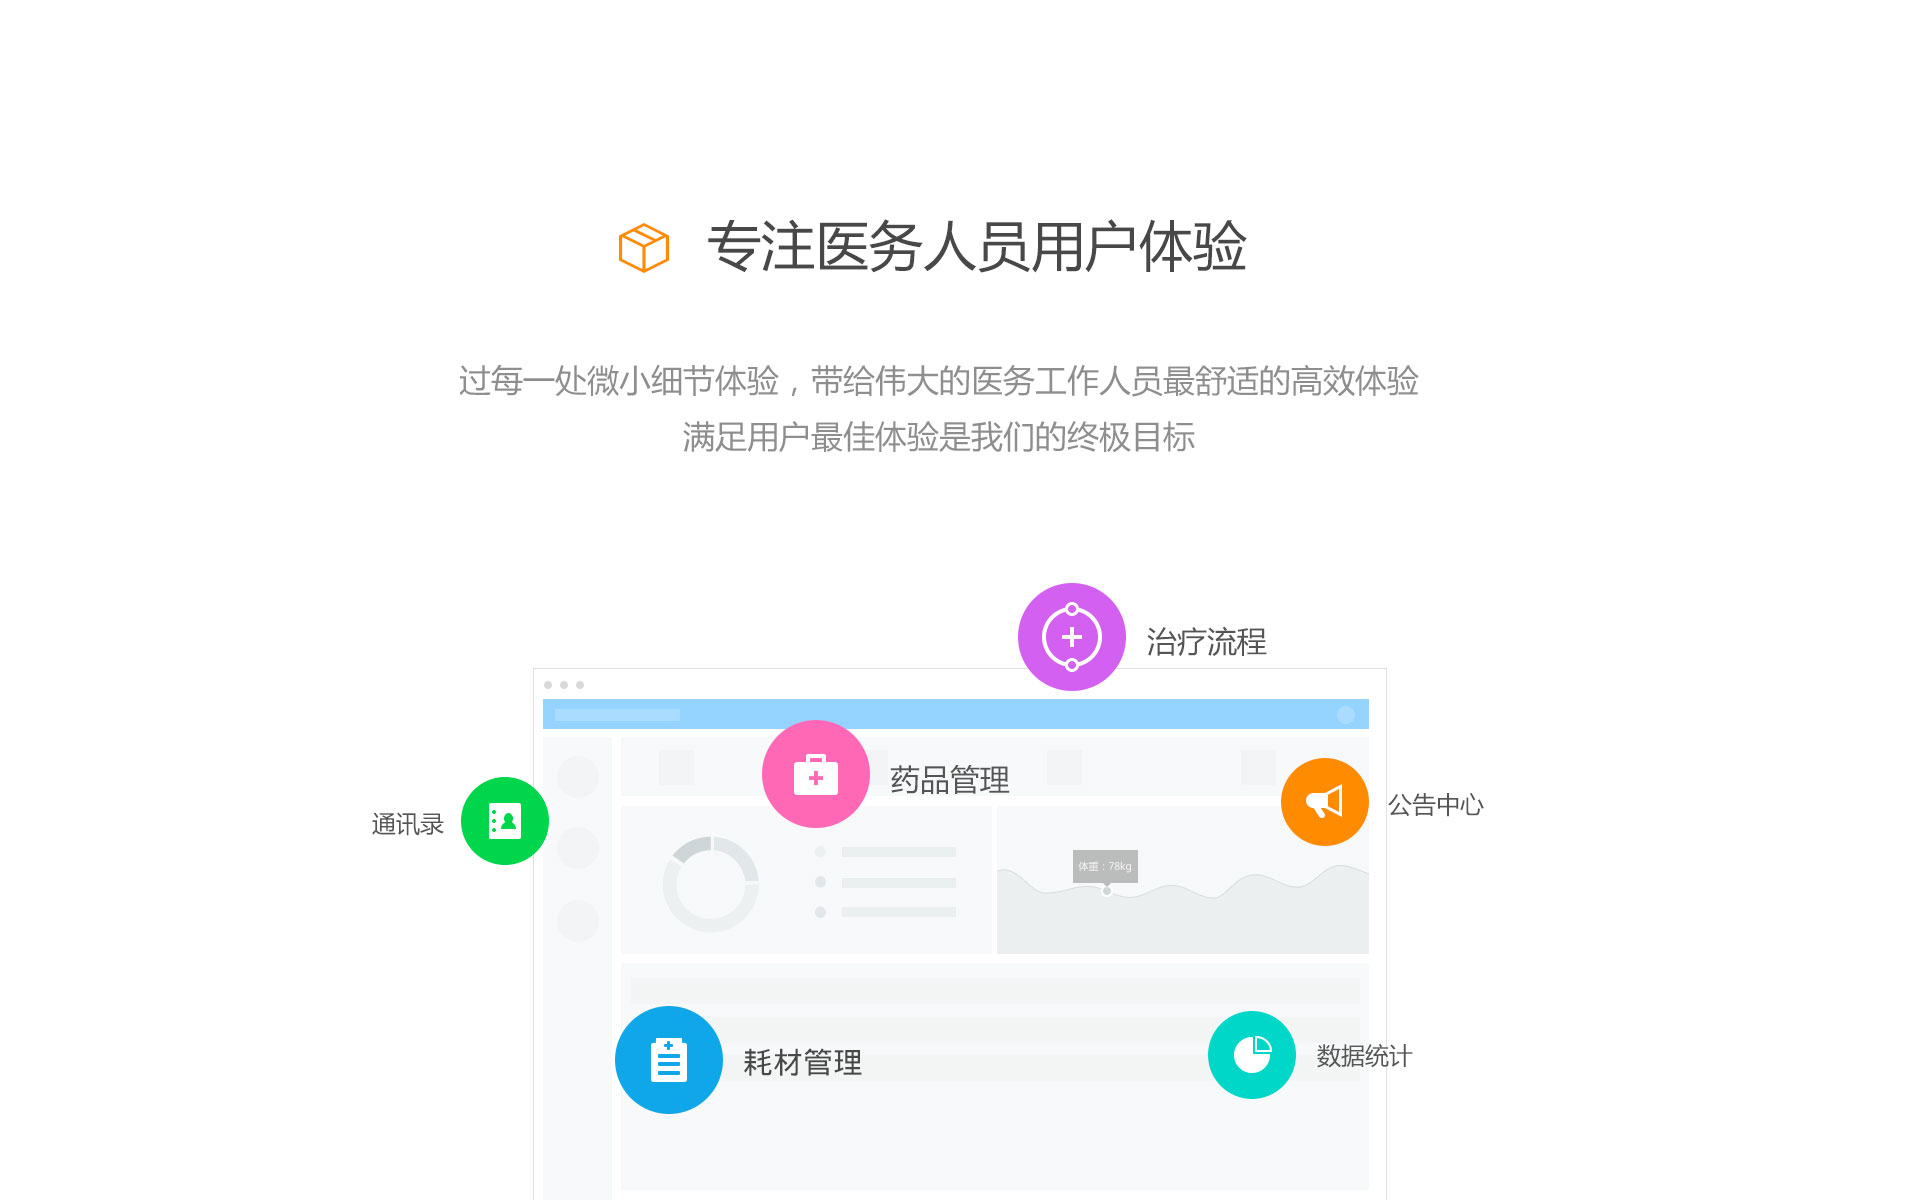 专注医务人员用户体验
过每一处微小细节体验，带给伟大的医务工作人员最舒适的高效体验
满足用户最佳体验是我们的终极目标
治疗流程
药品管理
公告中心
通讯录
体重：78kg
耗材管理
数据统计